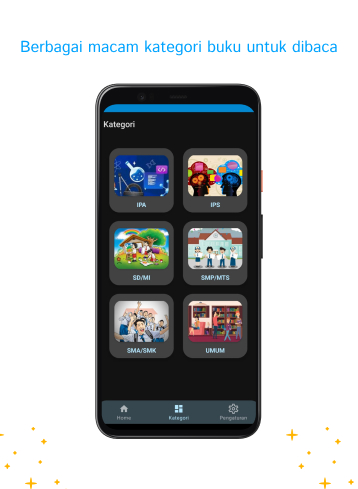 Berbagai macam kategori buku untuk dibaca
Kategori
IPA
IPS
SD/MI
SMP/MTS
SMA/SMK
UMUM
Home
Kategori
Pengaturan